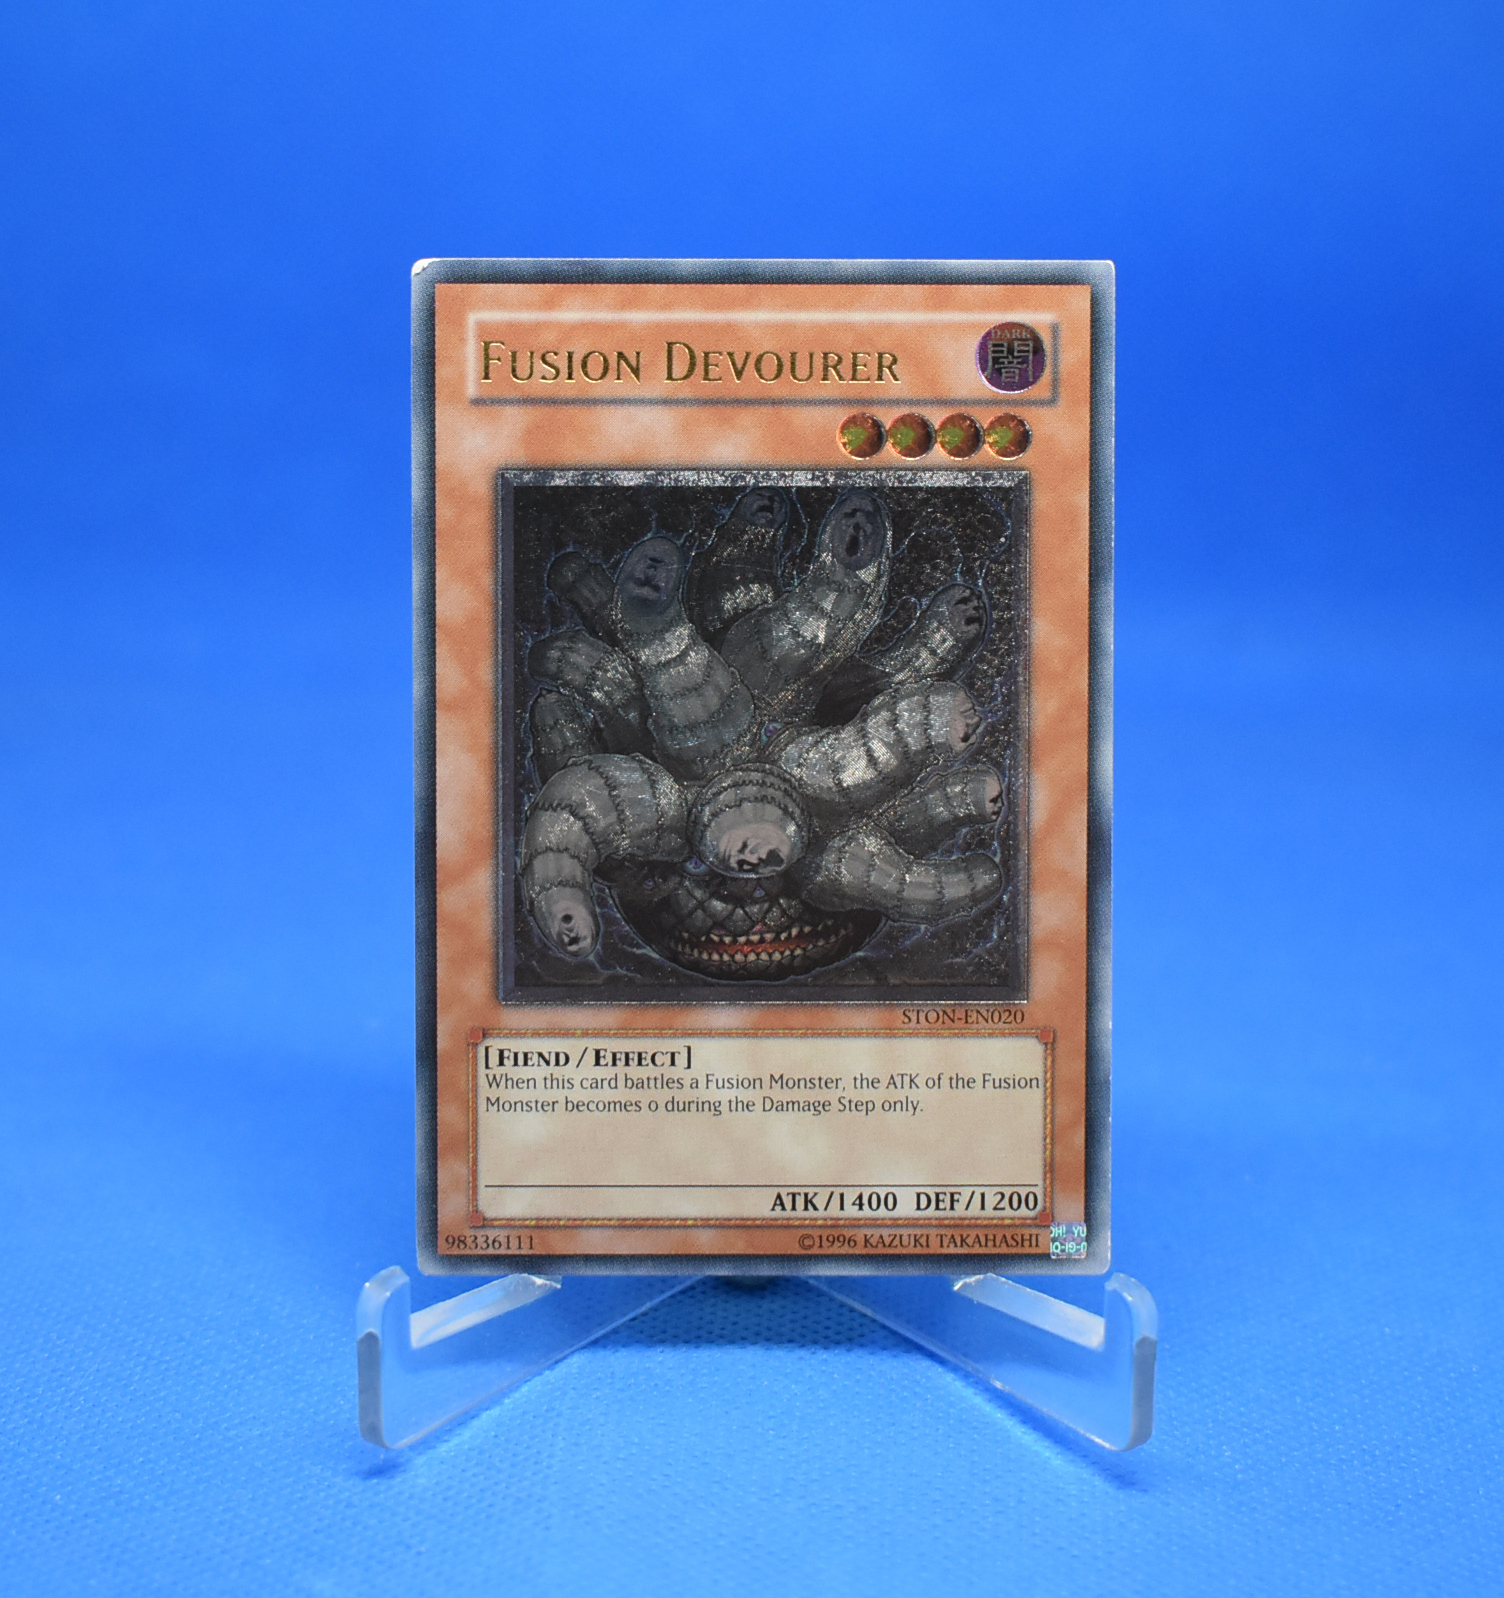 FUSION DEVOURER
DARK
闇
STON-EN020
[FIEND / EFFECT]
When this card battles a Fusion Monster, the ATK of the Fusion
Monster becomes 0 during the Damage Step only.
ATK/1400 DEF/1200
98336111
©1996 KAZUKI TAKAHASHI